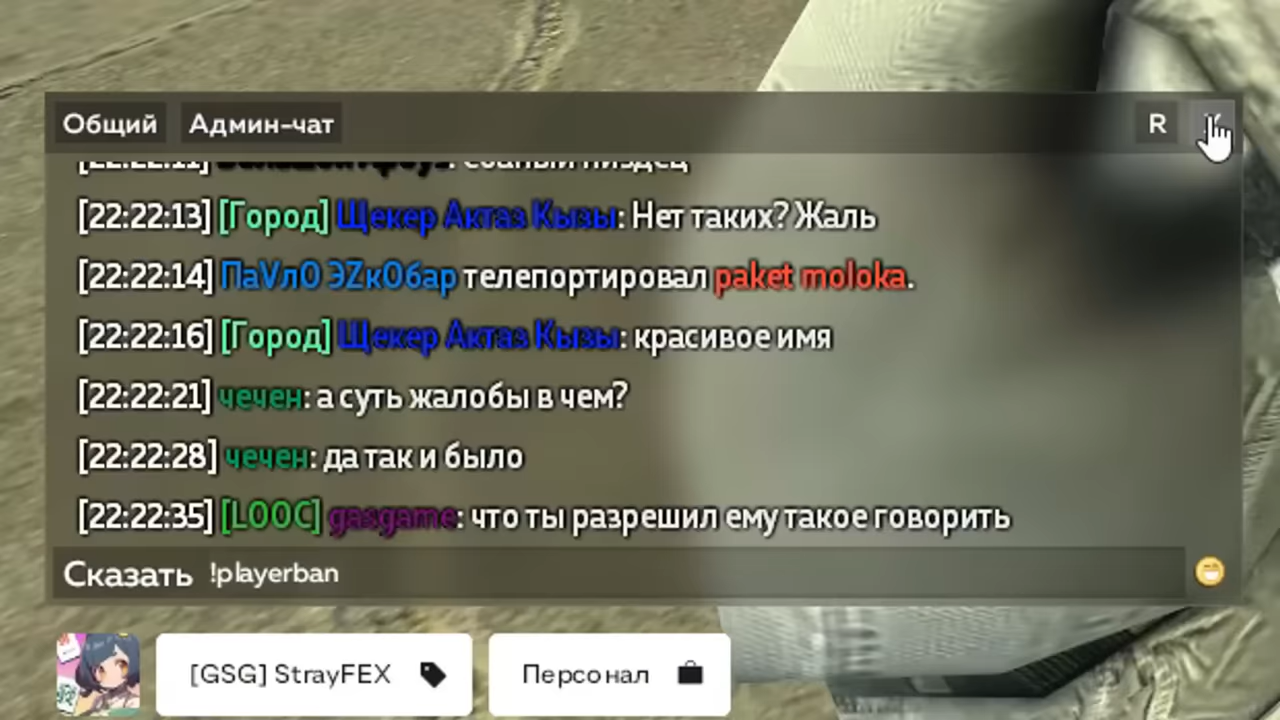 Общий Админ-чат R
[22:22:13] [Город] Щекер Актаз Кызы: Нет таких? Жаль
[22:22:14] ПаVлО ЭZкОбар телепортировал paket moloka.
[22:22:16] [Город] Щекер Актаз Кызы: красивое имя
[22:22:21] чечен: а суть жалобы в чем?
[22:22:28] чечен: да так и было
[22:22:35] [LOOC] gasgame: что ты разрешил ему такое говорить
Сказать !playerban
[GSG] StrayFEX Персонал